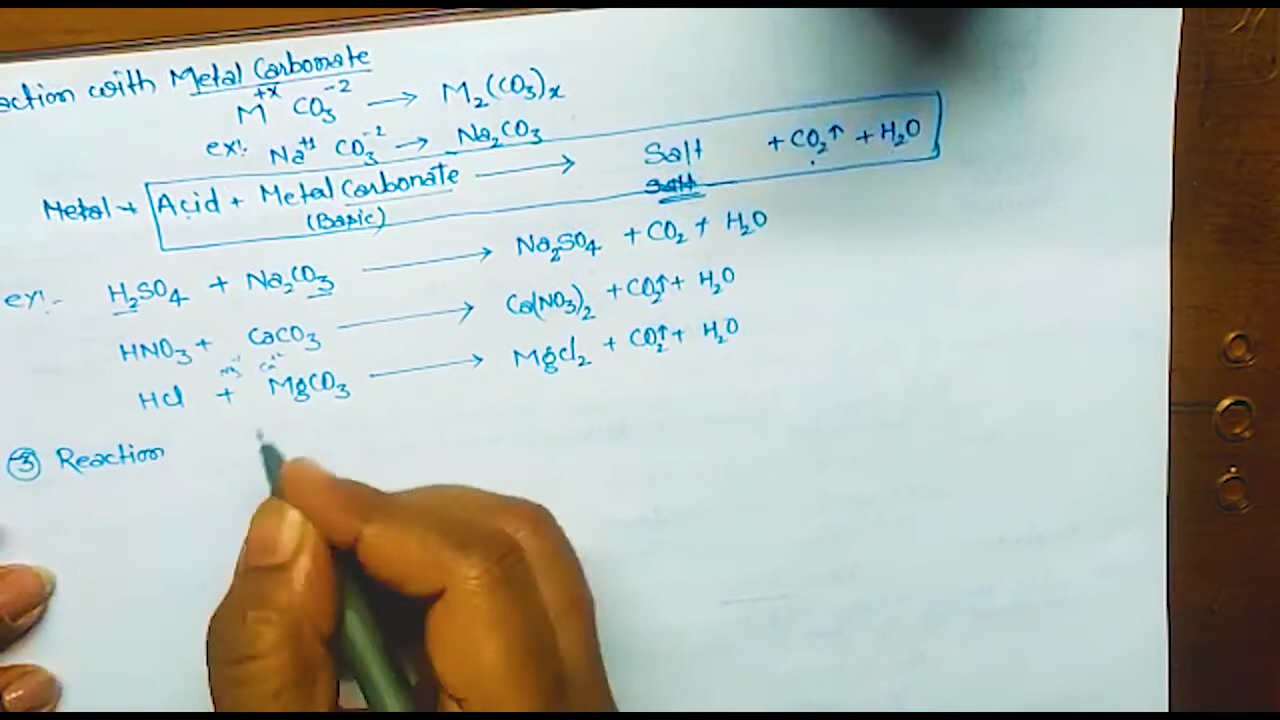 action with Metal Carbonate
M⁺ˣ CO₃⁻² → M₂(CO₃)ₓ
ex:. Na⁺¹ CO₃⁻² → Na₂CO₃
Metal → Acid + Metal Carbonate → Salt + CO₂↑ + H₂O
(Basic)
ex:- H₂SO₄ + Na₂CO₃ → Na₂SO₄ + CO₂ + H₂O
HNO₃ + CaCO₃ → Ca(NO₃)₂ + CO₂↑ + H₂O
HCl + MgCO₃ → MgCl₂ + CO₂↑ + H₂O
③ Reaction